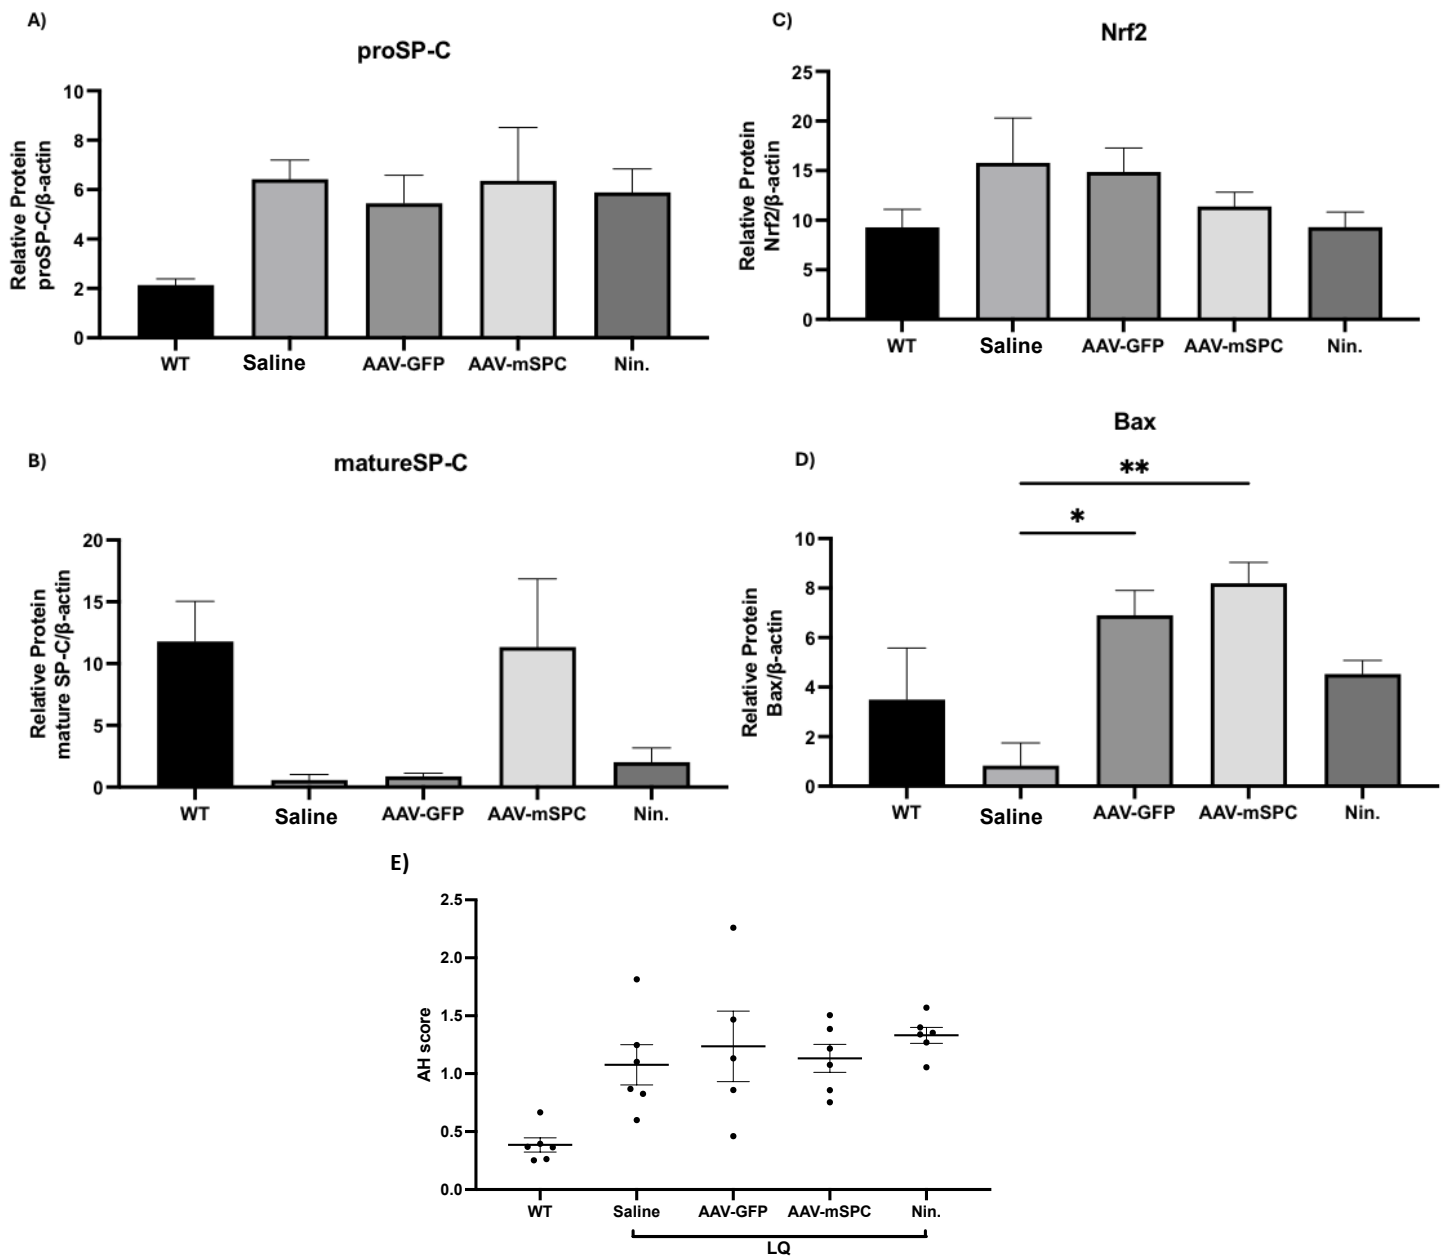 A)
proSP-C
Relative Protein
proSP-C/β-actin
10
8
6
4
2
0
WT
Saline
AAV-GFP
AAV-mSPC
Nin.
B)
matureSP-C
Relative Protein
mature SP-C/β-actin
20
15
10
5
0
WT
Saline
AAV-GFP
AAV-mSPC
Nin.
C)
Nrf2
Relative Protein
Nrf2/β-actin
25
20
15
10
5
0
WT
Saline
AAV-GFP
AAV-mSPC
Nin.
D)
Bax
**
*
Relative Protein
Bax/β-actin
10
8
6
4
2
0
WT
Saline
AAV-GFP
AAV-mSPC
Nin.
E)
AH score
2.5
2.0
1.5
1.0
0.5
0.0
WT
Saline
AAV-GFP
AAV-mSPC
Nin.
LQ